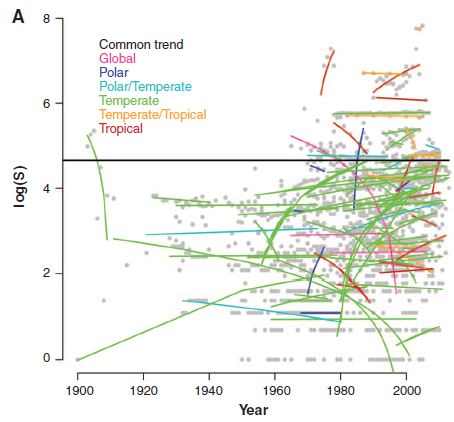 A
8
Common trend
Global
Polar
Polar/Temperate
Temperate
Temperate/Tropical
Tropical
6
log(S)
4
2
0
1900 1920 1940 1960 1980 2000
Year